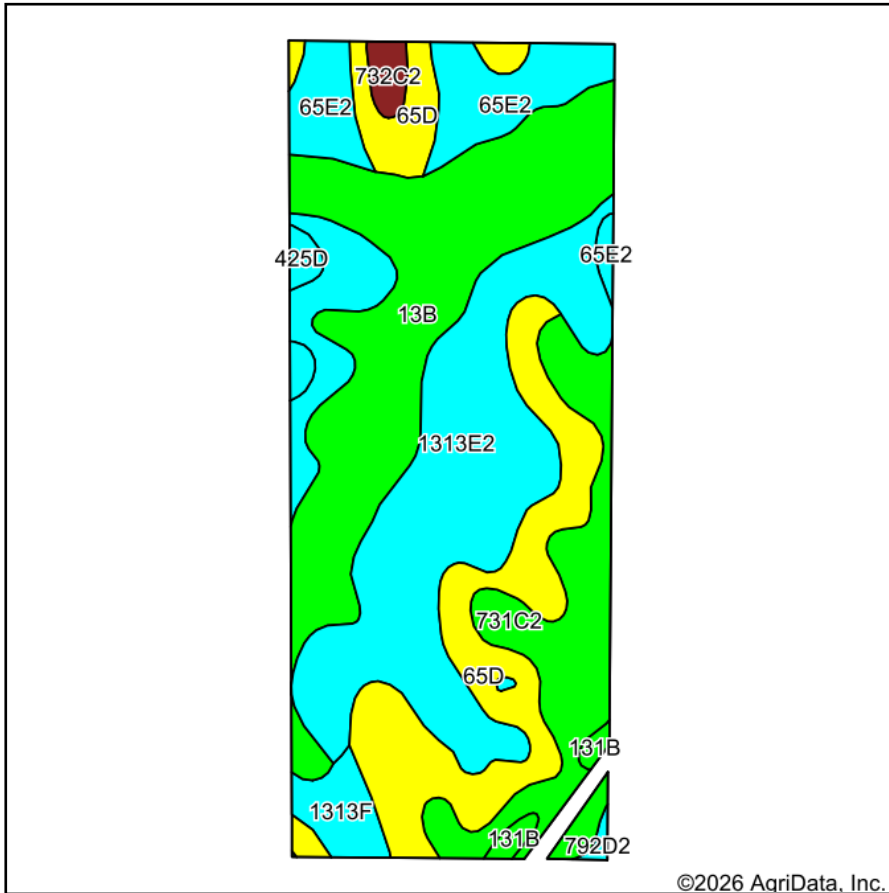 732C2
65E2
65E2
65D
425D
65E2
13B
1313E2
731C2
65D
131B
1313F
131B
792D2
©2026 AgriData, Inc.